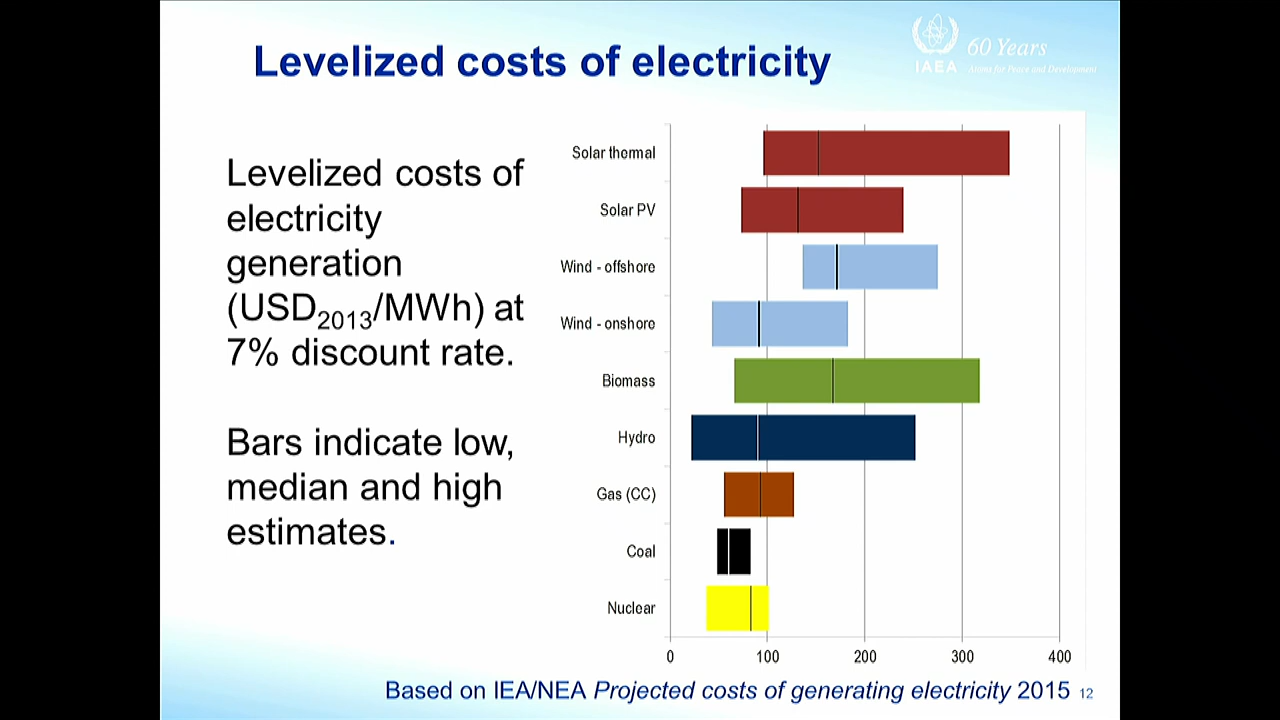 Levelized costs of electricity
60 Years
IAEA
Atoms for Peace and Development
Levelized costs of
electricity
generation
(USD2013/MWh) at
7% discount rate.
Bars indicate low,
median and high
estimates.
Solar thermal
Solar PV
Wind - offshore
Wind - onshore
Biomass
Hydro
Gas (CC)
Coal
Nuclear
0 100 200 300 400
Based on IEA/NEA Projected costs of generating electricity 2015 12